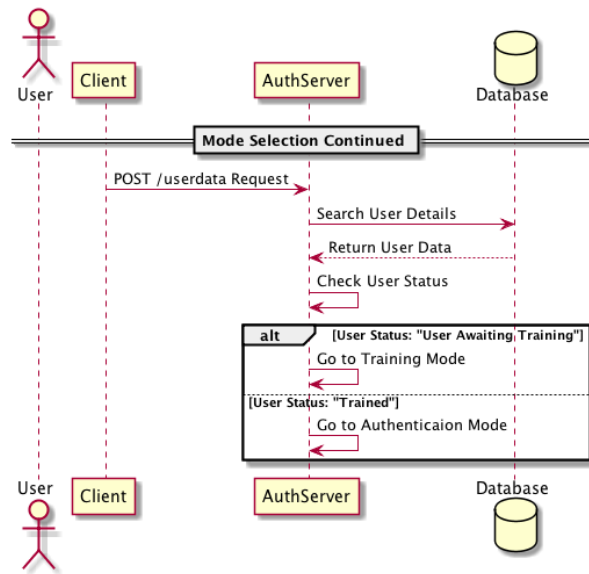 User
Client
AuthServer
Database
Mode Selection Continued
POST /userdata Request
Search User Details
Return User Data
Check User Status
alt
[User Status: "User Awaiting Training"]
Go to Training Mode
[User Status: "Trained"]
Go to Authenticaion Mode
User
Client
AuthServer
Database